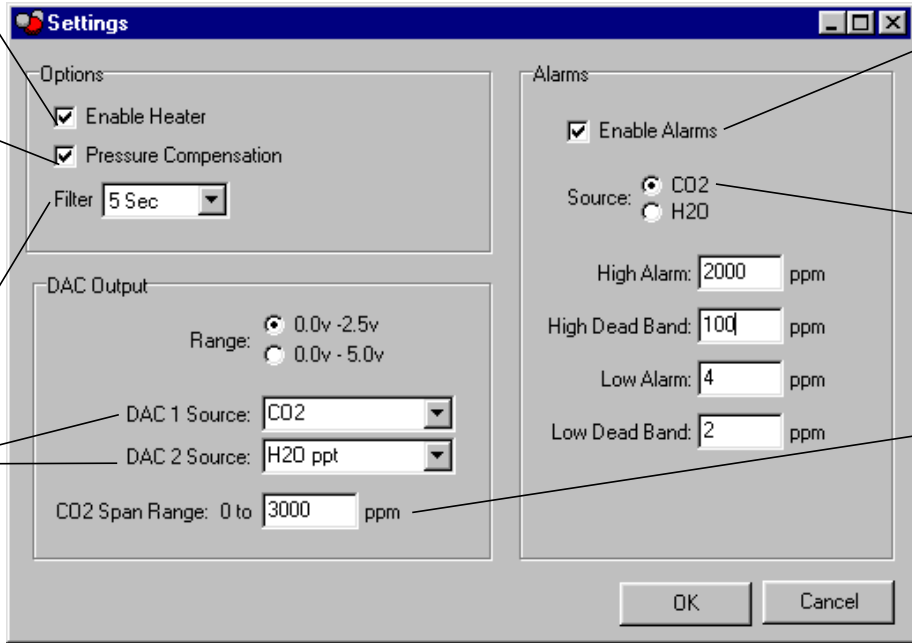 Settings
Options
Enable Heater
Pressure Compensation
Filter 5 Sec
DAC Output
Range: 0.0v -2.5v
0.0v - 5.0v
DAC 1 Source: CO2
DAC 2 Source: H2O ppt
CO2 Span Range: 0 to 3000 ppm
Alarms
Enable Alarms
Source: CO2
H2O
High Alarm: 2000 ppm
High Dead Band: 100 ppm
Low Alarm: 4 ppm
Low Dead Band: 2 ppm
OK
Cancel